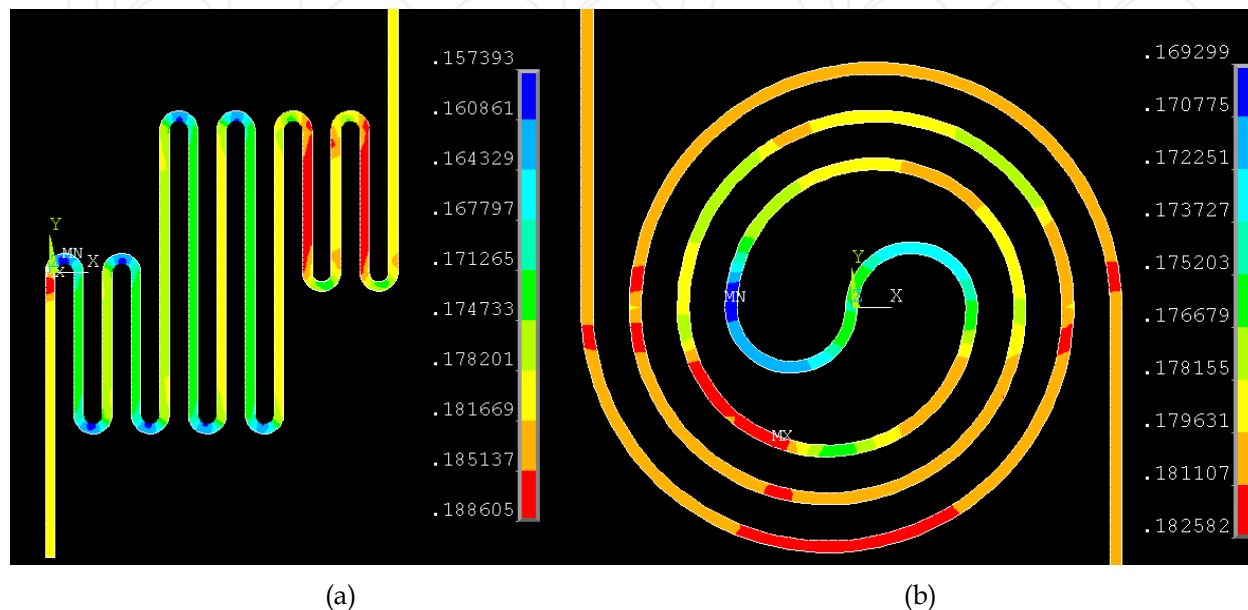 .157393
.160861
.164329
.167797
.171265
.174733
.178201
.181669
.185137
.188605
Y
MN
X
MX
.169299
.170775
.172251
.173727
.175203
.176679
.178155
.179631
.181107
.182582
Y
MN
Z
X
MX
(a)
(b)